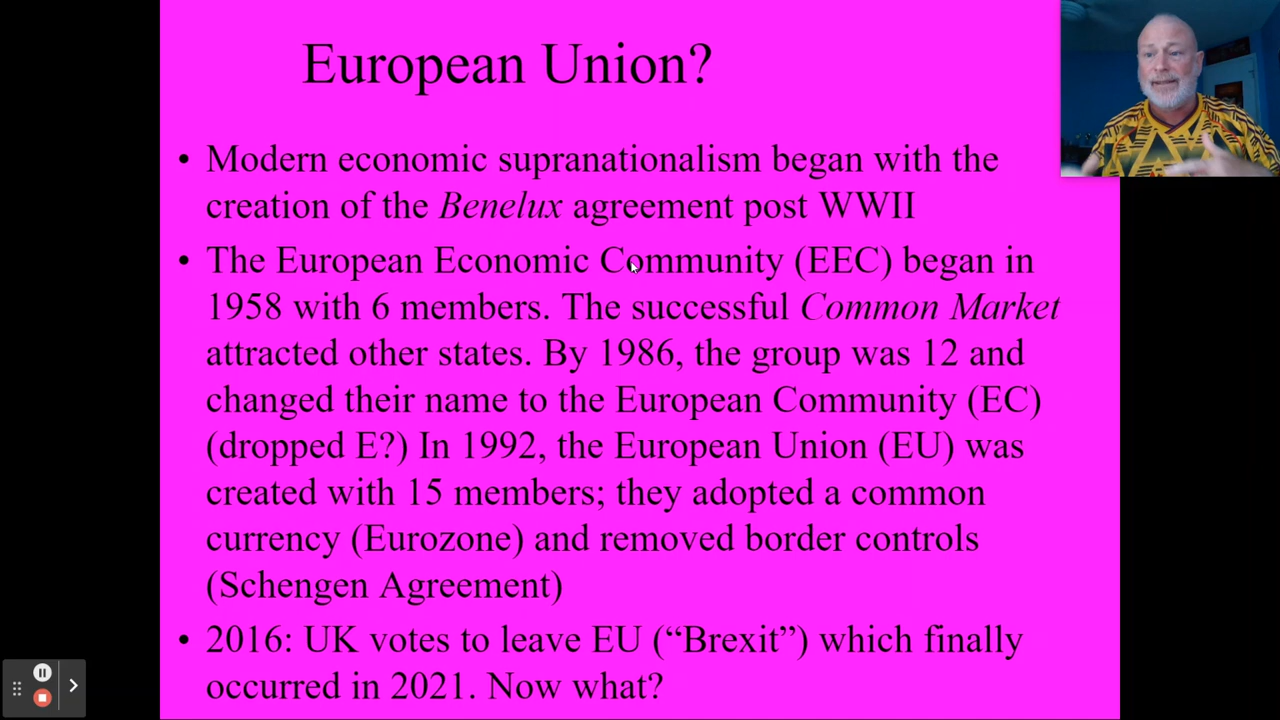 European Union?
• Modern economic supranationalism began with the
creation of the Benelux agreement post WWII
• The European Economic Community (EEC) began in
1958 with 6 members. The successful Common Market
attracted other states. By 1986, the group was 12 and
changed their name to the European Community (EC)
(dropped E?) In 1992, the European Union (EU) was
created with 15 members; they adopted a common
currency (Eurozone) and removed border controls
(Schengen Agreement)
• 2016: UK votes to leave EU (“Brexit”) which finally
occurred in 2021. Now what?